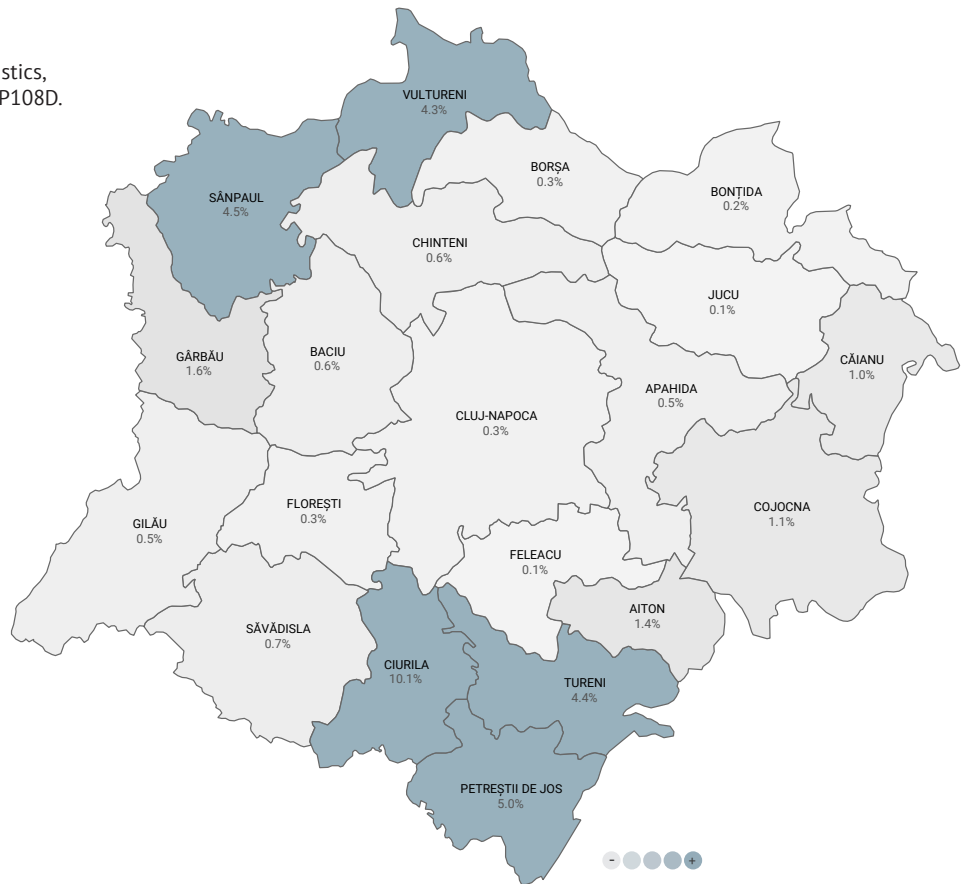 stics,
P108D.
VULTURENI
4.3%
SÂNPAUL
4.5%
BORȘA
0.3%
BONȚIDA
0.2%
CHINTENI
0.6%
JUCU
0.1%
GÂRBĂU
1.6%
BACIU
0.6%
CĂIANU
1.0%
APAHIDA
0.5%
CLUJ-NAPOCA
0.3%
FLOREȘTI
0.3%
COJOCNA
1.1%
GILĂU
0.5%
FELEACU
0.1%
AITON
1.4%
SĂVĂDISLA
0.7%
CIURILA
10.1%
TURENI
4.4%
PETREȘTII DE JOS
5.0%
- +